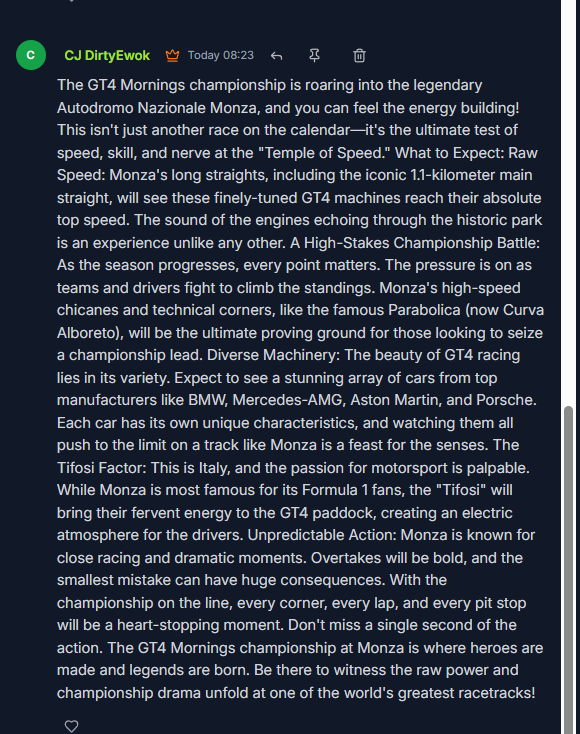 C
CJ DirtyEwok Today 08:23
The GT4 Mornings championship is roaring into the legendary
Autodromo Nazionale Monza, and you can feel the energy building!
This isn't just another race on the calendar—it's the ultimate test of
speed, skill, and nerve at the "Temple of Speed." What to Expect: Raw
Speed: Monza's long straights, including the iconic 1.1-kilometer main
straight, will see these finely-tuned GT4 machines reach their absolute
top speed. The sound of the engines echoing through the historic park
is an experience unlike any other. A High-Stakes Championship Battle:
As the season progresses, every point matters. The pressure is on as
teams and drivers fight to climb the standings. Monza's high-speed
chicanes and technical corners, like the famous Parabolica (now Curva
Alboreto), will be the ultimate proving ground for those looking to seize
a championship lead. Diverse Machinery: The beauty of GT4 racing
lies in its variety. Expect to see a stunning array of cars from top
manufacturers like BMW, Mercedes-AMG, Aston Martin, and Porsche.
Each car has its own unique characteristics, and watching them all
push to the limit on a track like Monza is a feast for the senses. The
Tifosi Factor: This is Italy, and the passion for motorsport is palpable.
While Monza is most famous for its Formula 1 fans, the "Tifosi" will
bring their fervent energy to the GT4 paddock, creating an electric
atmosphere for the drivers. Unpredictable Action: Monza is known for
close racing and dramatic moments. Overtakes will be bold, and the
smallest mistake can have huge consequences. With the
championship on the line, every corner, every lap, and every pit stop
will be a heart-stopping moment. Don't miss a single second of the
action. The GT4 Mornings championship at Monza is where heroes are
made and legends are born. Be there to witness the raw power and
championship drama unfold at one of the world's greatest racetracks!